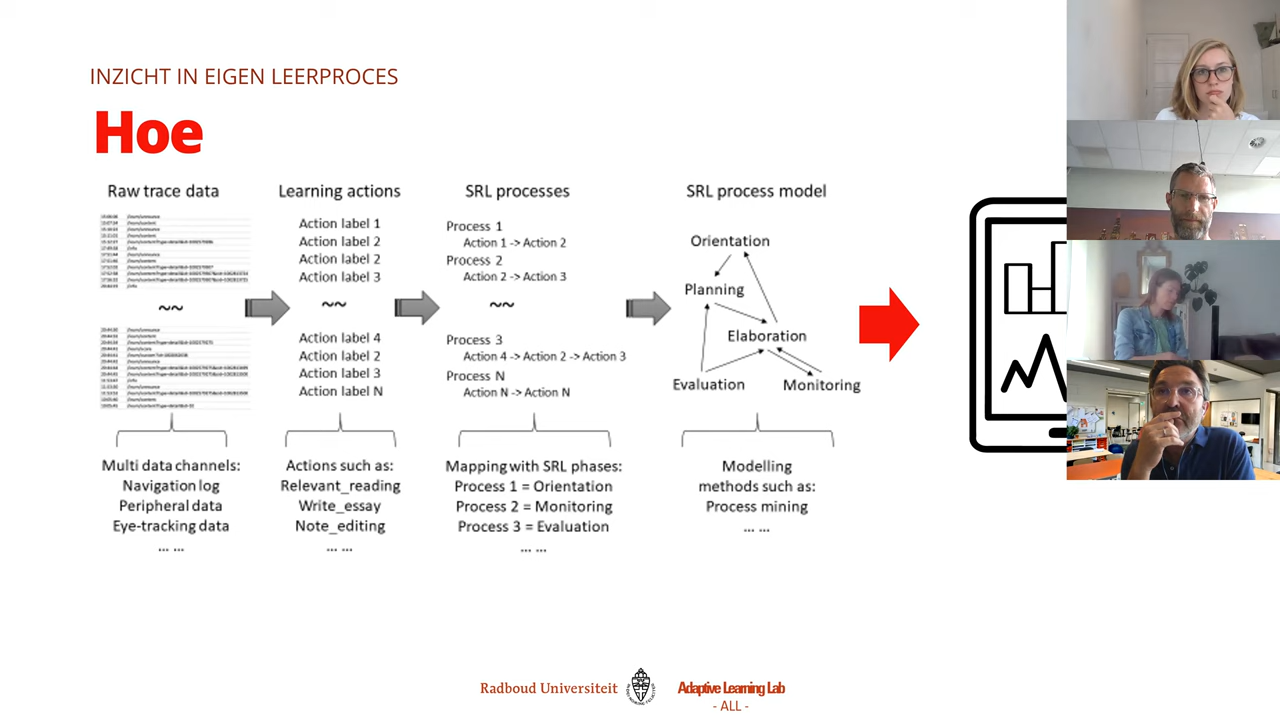 INZICHT IN EIGEN LEERPROCES
Hoe
Raw trace data
Multi data channels:
Navigation log
Peripheral data
Eye-tracking data
... ...
Learning actions
Action label 1
Action label 2
Action label 2
Action label 3
~~
Action label 4
Action label 2
Action label 3
Action label N
Actions such as:
Relevant_reading
Write_essay
Note_editing
... ...
SRL processes
Process 1
Action 1 -> Action 2
Process 2
Action 2 -> Action 3
~~
Process 3
Action 4 -> Action 2 -> Action 3
Process N
Action N -> Action N
Mapping with SRL phases:
Process 1 = Orientation
Process 2 = Monitoring
Process 3 = Evaluation
... ...
SRL process model
Orientation
Planning
Elaboration
Evaluation
Monitoring
Modelling
methods such as:
Process mining
... ...
Radboud Universiteit
Adaptive Learning Lab
- ALL -